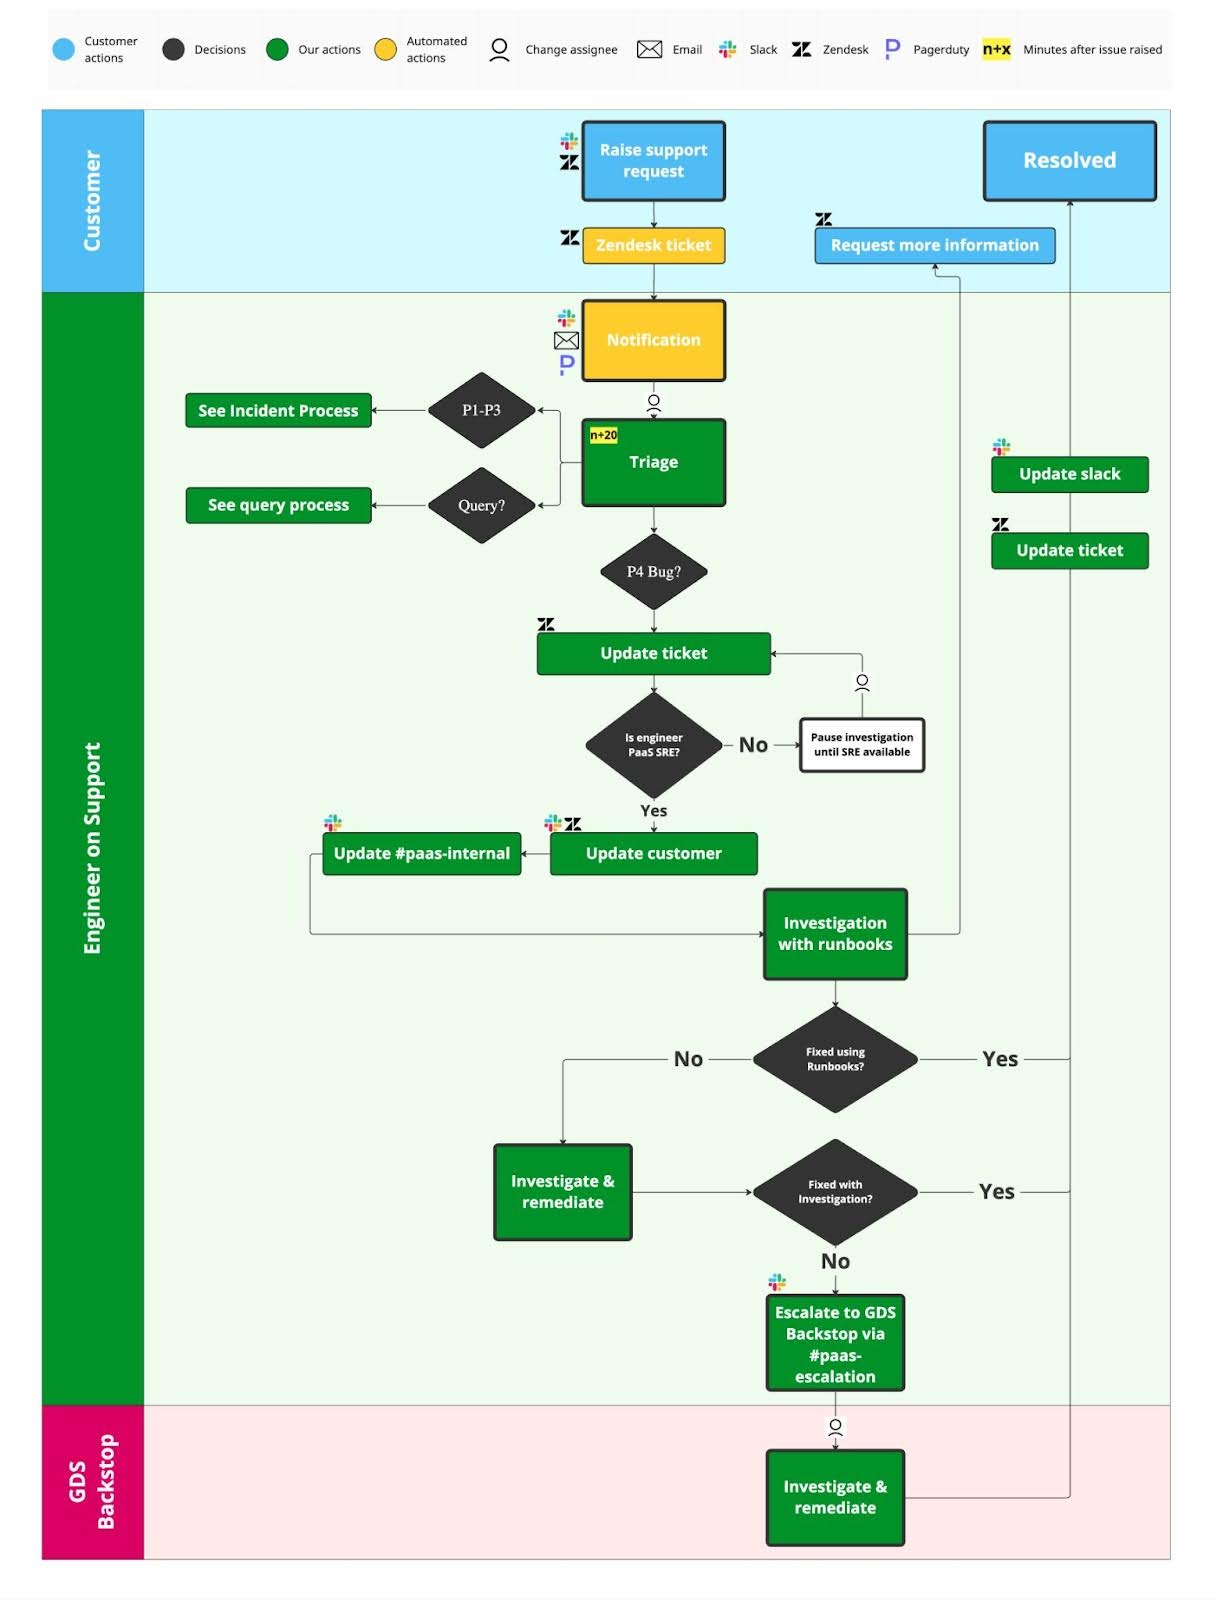 Customer
actions
Decisions
Our actions
Automated
actions
Change assignee
Email
Slack
Zendesk
Pagerduty
n+x
Minutes after issue raised
Customer
Raise support
request
Resolved
Zendesk ticket
Request more information
Engineer on Support
Notification
See Incident Process
P1-P3
n+20
Triage
See query process
Query?
Update slack
Update ticket
P4 Bug?
Update ticket
Is engineer
PaaS SRE?
No
Pause investigation
until SRE available
Yes
Update #paas-internal
Update customer
Investigation
with runbooks
No
Fixed using
Runbooks?
Yes
Investigate &
remediate
Fixed with
Investigation?
Yes
No
Escalate to GDS
Backstop via
#paas-
escalation
GDS
Backstop
Investigate &
remediate